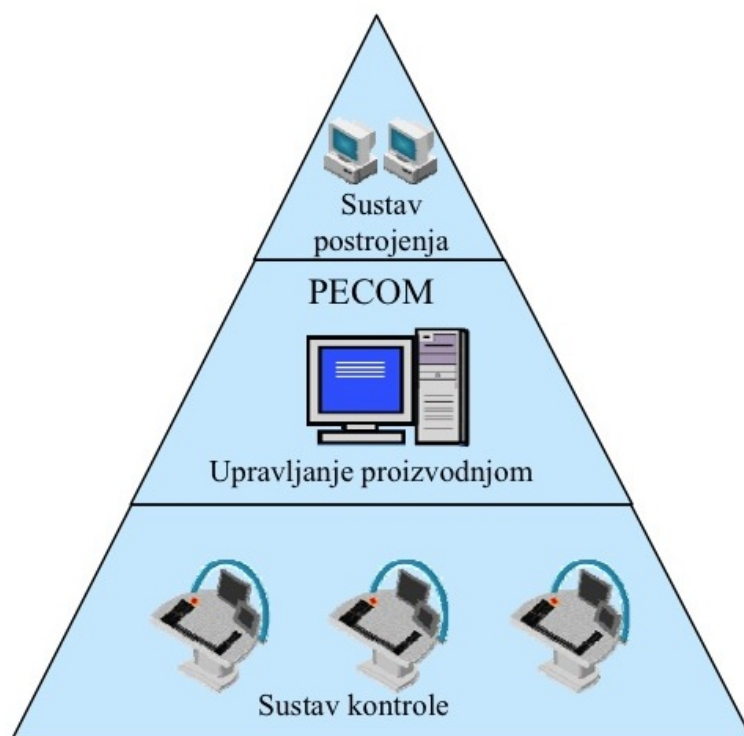 Sustav
postrojenja
PECOM
Upravljanje proizvodnjom
Sustav kontrole